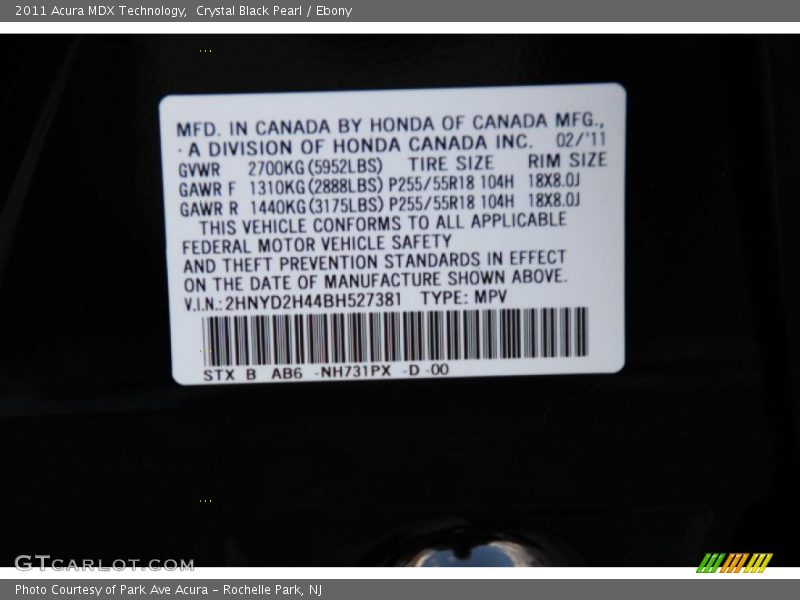 2011 Acura MDX Technology,  Crystal Black Pearl / Ebony
MFD. IN CANADA BY HONDA OF CANADA MFG.,
- A DIVISION OF HONDA CANADA INC. 02/'11
GVWR 2700KG(5952LBS) TIRE SIZE RIM SIZE
GAWR F 1310KG(2888LBS) P255/55R18 104H 18X8.0J
GAWR R 1440KG(3175LBS) P255/55R18 104H 18X8.0J
THIS VEHICLE CONFORMS TO ALL APPLICABLE
FEDERAL MOTOR VEHICLE SAFETY
AND THEFT PREVENTION STANDARDS IN EFFECT
ON THE DATE OF MANUFACTURE SHOWN ABOVE.
V.I.N.:2HNYD2H44BH527381 TYPE: MPV
STX B AB6 -NH731PX -D -00
GTCARLOT.COM
Photo Courtesy of Park Ave Acura – Rochelle Park, NJ